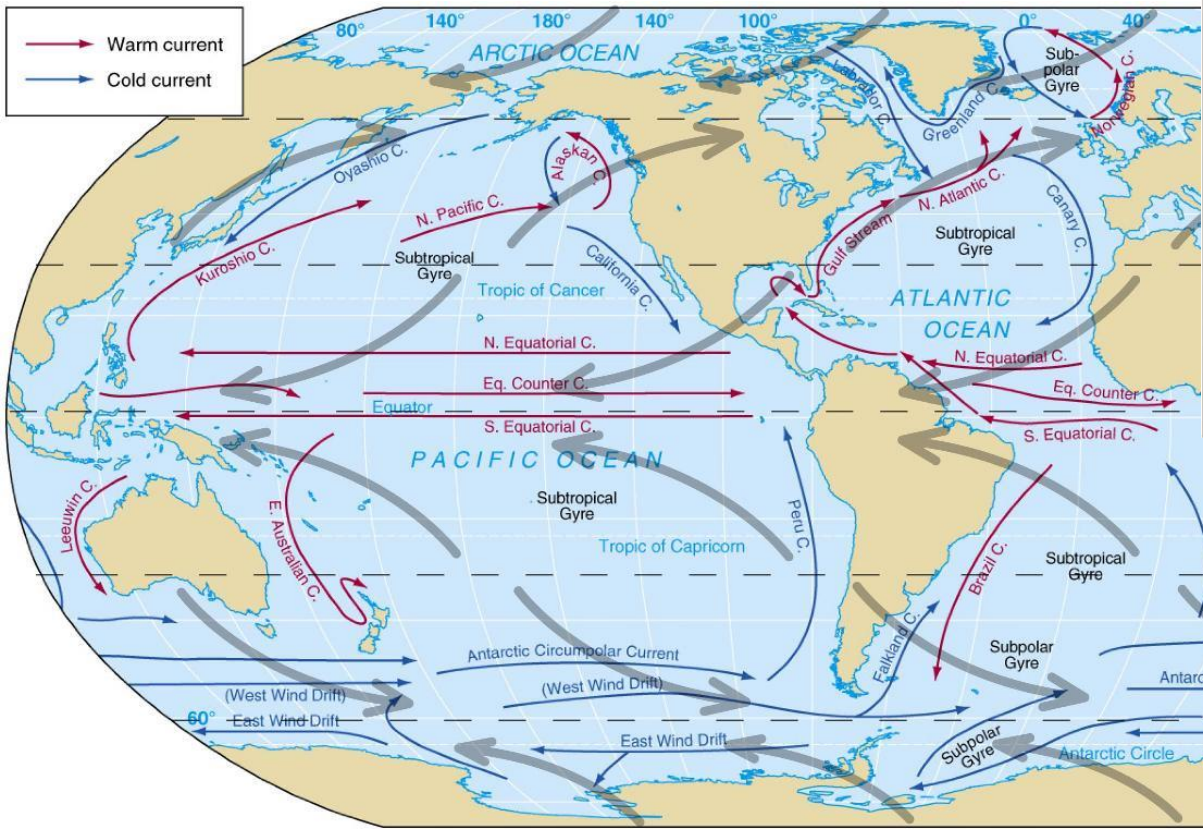 Warm current
Cold current
80°
140°
180°
140°
100°
0°
40°
ARCTIC OCEAN
Sub-
polar
Gyre
Norwegian C.
Labrador C.
Greenland C.
Oyashio C.
Alaskan C.
N. Pacific C.
N. Atlantic C.
Canary C.
Kuroshio C.
Subtropical
Gyre
California C.
Gulf Stream
Subtropical
Gyre
Tropic of Cancer
ATLANTIC
OCEAN
N. Equatorial C.
N. Equatorial C.
Eq. Counter C.
Eq. Counter C.
Equator
S. Equatorial C.
S. Equatorial C.
PACIFIC OCEAN
Leeuwin C.
E. Australian C.
Subtropical
Gyre
Peru C.
Tropic of Capricorn
Brazil C.
Subtropical
Gyre
Falkland C.
Antarctic Circumpolar Current
Subpolar
Gyre
(West Wind Drift)
(West Wind Drift)
Antarc
60°
East Wind Drift
East Wind Drift
Subpolar
Gyre
Antarctic Circle